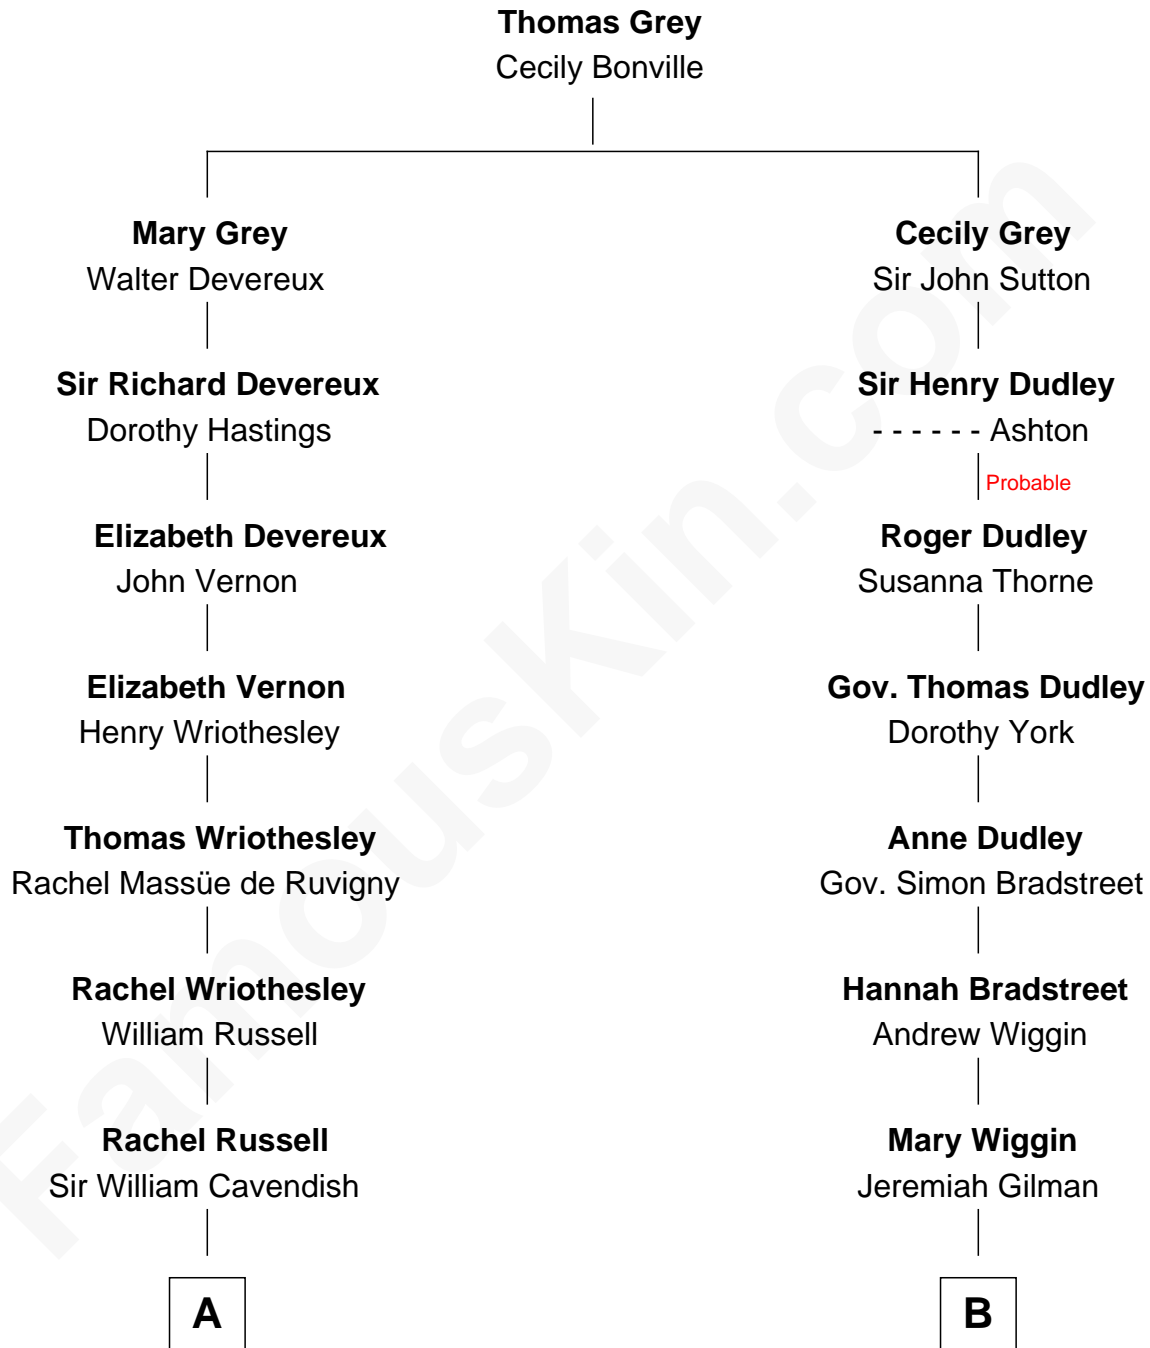 Thomas Grey
Cecily Bonville
Mary Grey
Walter Devereux
Cecily Grey
Sir John Sutton
Sir Richard Devereux
Dorothy Hastings
Sir Henry Dudley
- - - - - - Ashton
Probable
Elizabeth Devereux
John Vernon
Roger Dudley
Susanna Thorne
Elizabeth Vernon
Henry Wriothesley
Gov. Thomas Dudley
Dorothy York
Thomas Wriothesley
Rachel Massüe de Ruvigny
Anne Dudley
Gov. Simon Bradstreet
Rachel Wriothesley
William Russell
Hannah Bradstreet
Andrew Wiggin
Rachel Russell
Sir William Cavendish
Mary Wiggin
Jeremiah Gilman
A
B
FamousKin.com